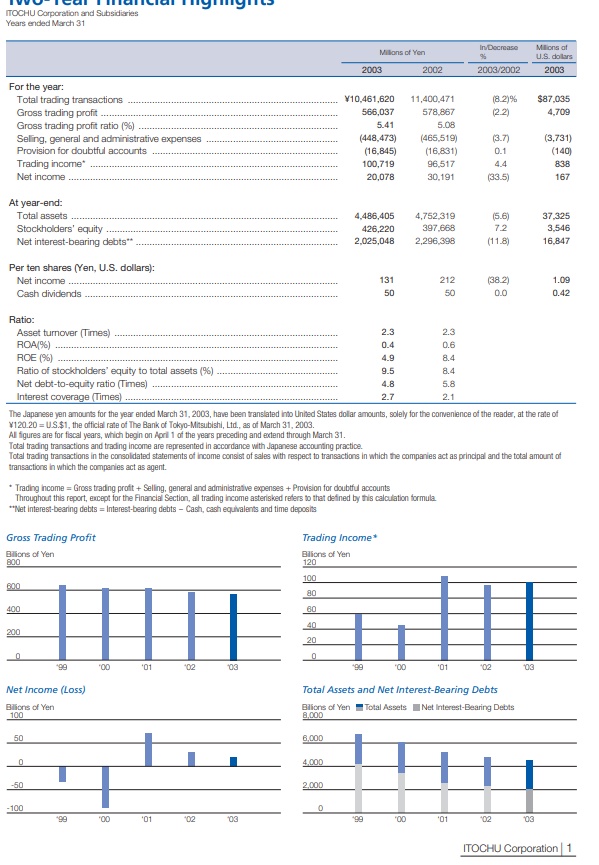 Two-Year Financial Highlights
ITOCHU Corporation and Subsidiaries
Years ended March 31
Millions of Yen In/Decrease % Millions of U.S. dollars
2003 2002 2003/2002 2003
For the year:
Total trading transactions ¥10,461,620 11,400,471 (8.2)% $87,035
Gross trading profit 566,037 578,867 (2.2) 4,709
Gross trading profit ratio (%) 5.41 5.08
Selling, general and administrative expenses (448,473) (465,519) (3.7) (3,731)
Provision for doubtful accounts (16,845) (16,831) 0.1 (140)
Trading income* 100,719 96,517 4.4 838
Net income 20,078 30,191 (33.5) 167
At year-end:
Total assets 4,486,405 4,752,319 (5.6) 37,325
Stockholders' equity 426,220 397,668 7.2 3,546
Net interest-bearing debts** 2,025,048 2,296,398 (11.8) 16,847
Per ten shares (Yen, U.S. dollars):
Net income 131 212 (38.2) 1.09
Cash dividends 50 50 0.0 0.42
Ratio:
Asset turnover (Times) 2.3 2.3
ROA(%) 0.4 0.6
ROE (%) 4.9 8.4
Ratio of stockholders' equity to total assets (%) 9.5 8.4
Net debt-to-equity ratio (Times) 4.8 5.8
Interest coverage (Times) 2.7 2.1
The Japanese yen amounts for the year ended March 31, 2003, have been translated into United States dollar amounts, solely for the convenience of the reader, at the rate of
¥120.20 = U.S.$1, the official rate of The Bank of Tokyo-Mitsubishi, Ltd., as of March 31, 2003.
All figures are for fiscal years, which begin on April 1 of the years preceding and extend through March 31.
Total trading transactions and trading income are represented in accordance with Japanese accounting practice.
Total trading transactions in the consolidated statements of income consist of sales with respect to transactions in which the companies act as principal and the total amount of
transactions in which the companies act as agent.
* Trading income = Gross trading profit + Selling, general and administrative expenses + Provision for doubtful accounts
Throughout this report, except for the Financial Section, all trading income asterisked refers to that defined by this calculation formula.
**Net interest-bearing debts = Interest-bearing debts – Cash, cash equivalents and time deposits
Gross Trading Profit
Billions of Yen
800
600
400
200
0
'99 '00 '01 '02 '03
Trading Income*
Billions of Yen
120
100
80
60
40
20
0
'99 '00 '01 '02 '03
Net Income (Loss)
Billions of Yen
100
50
0
-50
-100
'99 '00 '01 '02 '03
Total Assets and Net Interest-Bearing Debts
Billions of Yen Total Assets Net Interest-Bearing Debts
8,000
6,000
4,000
2,000
0
'99 '00 '01 '02 '03
ITOCHU Corporation | 1